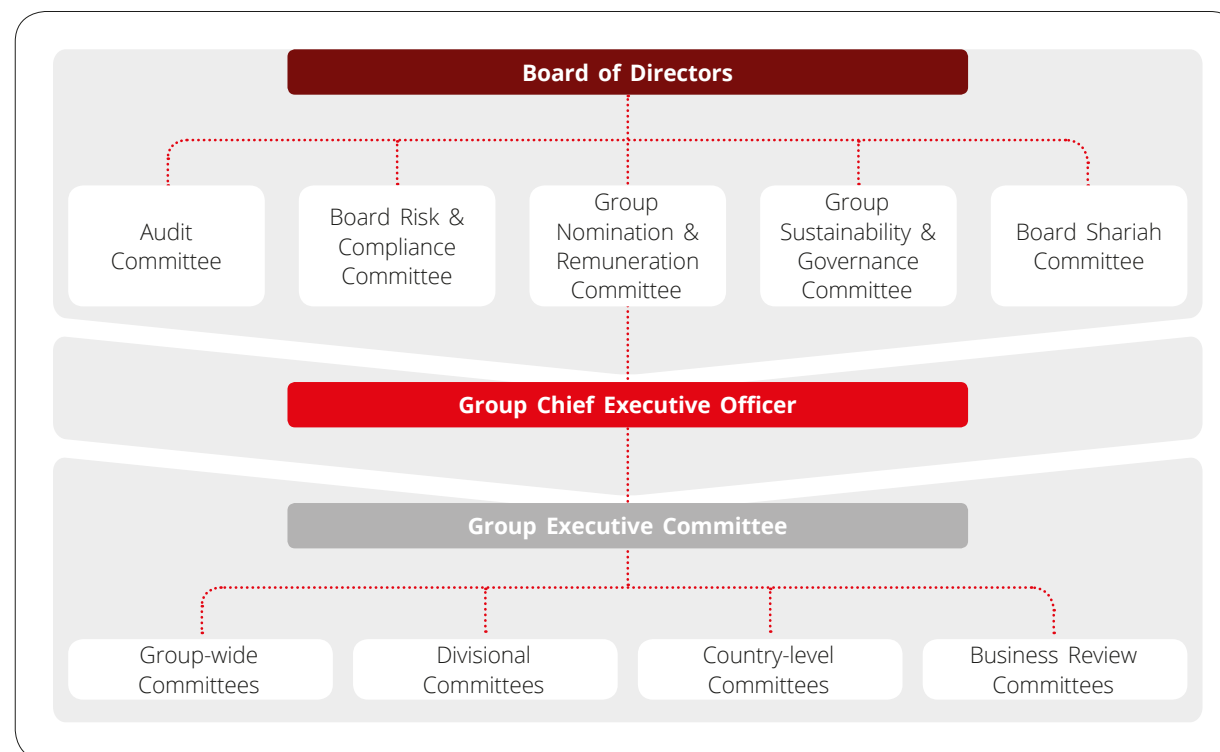 Board of Directors
Audit
Committee
Board Risk &
Compliance
Committee
Group
Nomination &
Remuneration
Committee
Group
Sustainability &
Governance
Committee
Board Shariah
Committee
Group Chief Executive Officer
Group Executive Committee
Group-wide
Committees
Divisional
Committees
Country-level
Committees
Business Review
Committees